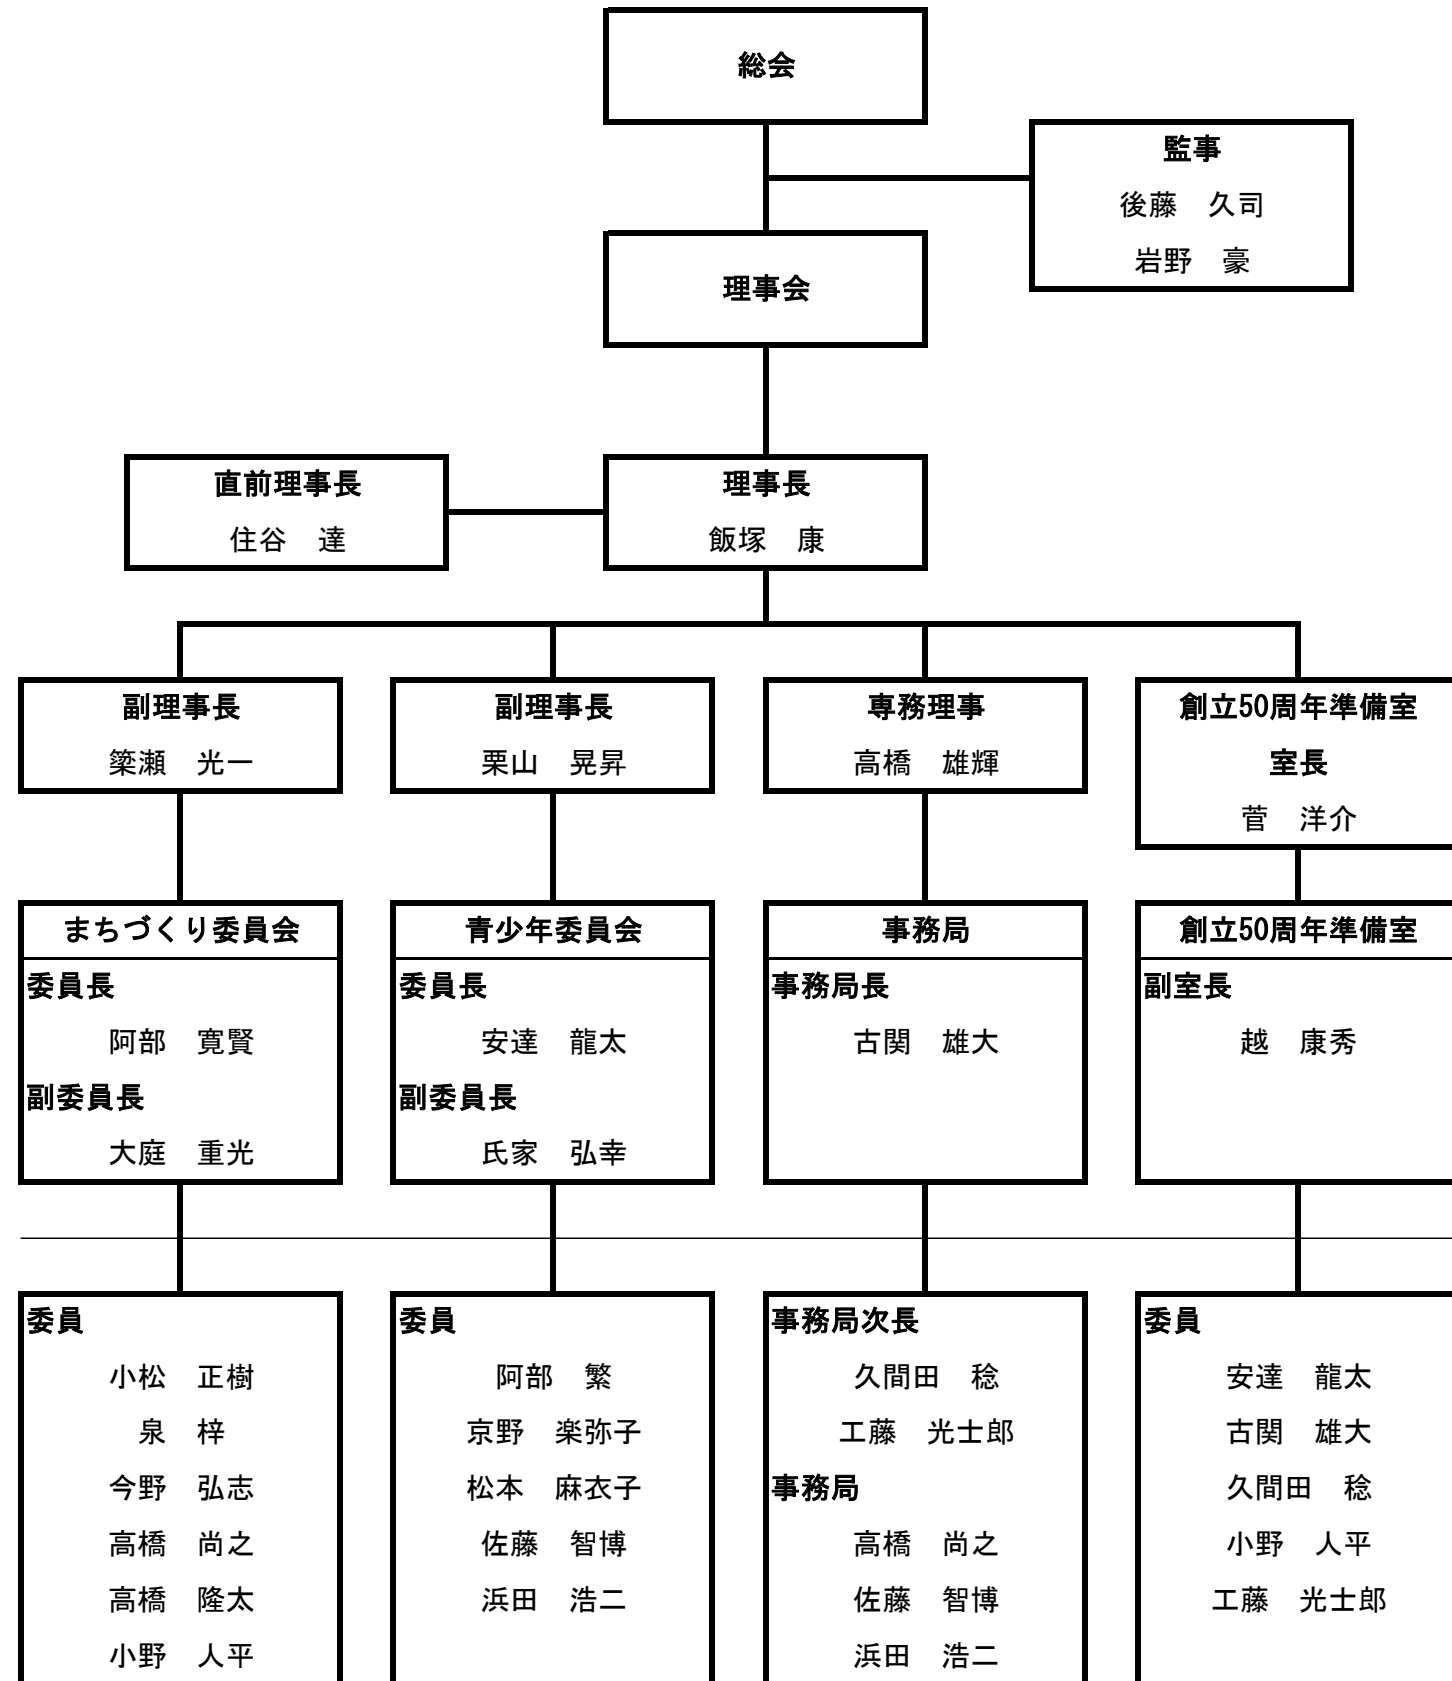 総会
監事
後藤　久司
岩野　豪
理事会
直前理事長
住谷　達
理事長
飯塚　康
副理事長
簗瀬　光一
副理事長
栗山　晃昇
専務理事
高橋　雄輝
創立50周年準備室
室長
菅　洋介
まちづくり委員会
委員長
阿部　寛賢
副委員長
大庭　重光
青少年委員会
委員長
安達　龍太
副委員長
氏家　弘幸
事務局
事務局長
古関　雄大
創立50周年準備室
副室長
越　康秀
委員
小松　正樹
泉　梓
今野　弘志
高橋　尚之
高橋　隆太
小野　人平
委員
阿部　繁
京野　楽弥子
松本　麻衣子
佐藤　智博
浜田　浩二
事務局次長
久間田　稔
工藤　光士郎
事務局
高橋　尚之
佐藤　智博
浜田　浩二
委員
安達　龍太
古関　雄大
久間田　稔
小野　人平
工藤　光士郎